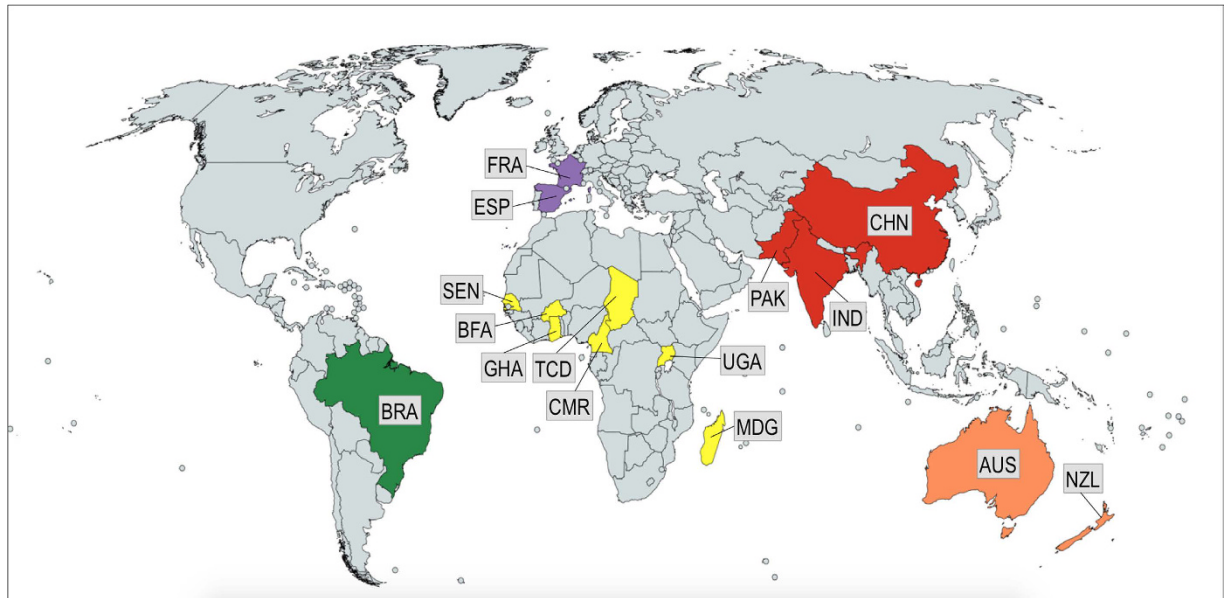 FRA
ESP
CHN
SEN
PAK
IND
BFA
GHA
TCD
UGA
CMR
BRA
MDG
AUS
NZL